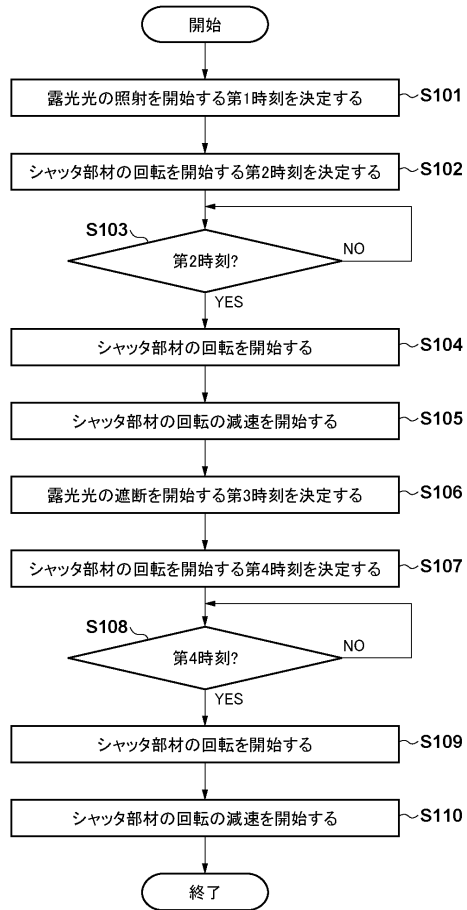 開始
露光光の照射を開始する第1時刻を決定する
S101
シャッタ部材の回転を開始する第2時刻を決定する
S102
S103
第2時刻?
NO
YES
シャッタ部材の回転を開始する
S104
シャッタ部材の回転の減速を開始する
S105
露光光の遮断を開始する第3時刻を決定する
S106
シャッタ部材の回転を開始する第4時刻を決定する
S107
S108
第4時刻?
NO
YES
シャッタ部材の回転を開始する
S109
シャッタ部材の回転の減速を開始する
S110
終了